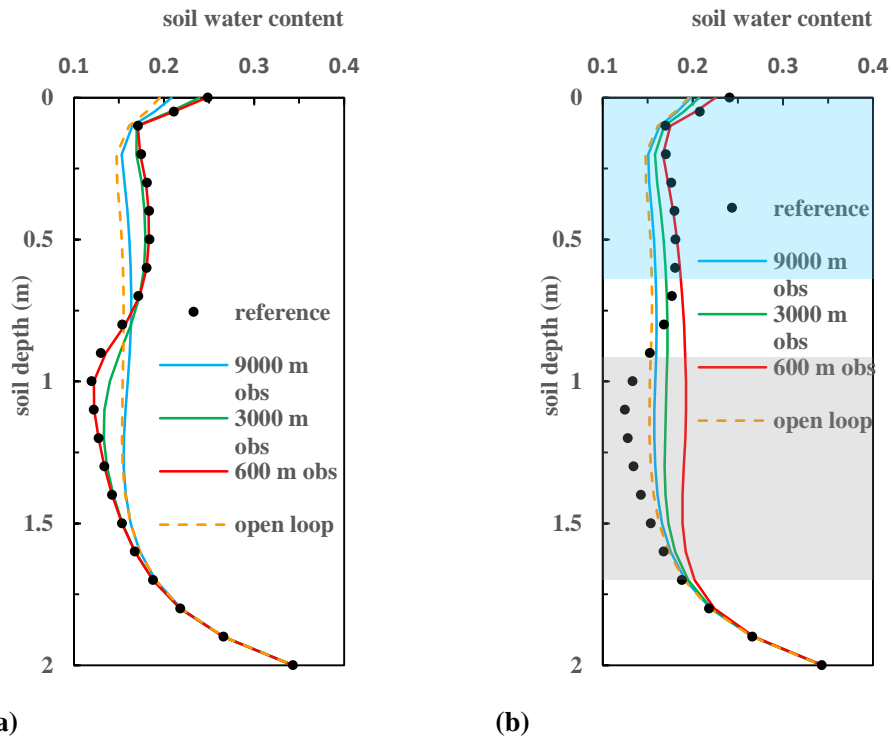 soil water content
0.1 0.2 0.3 0.4
0
0.5
1
1.5
2
soil depth (m)
reference
9000 m
obs
3000 m
obs
600 m obs
open loop
a)
soil water content
0.1 0.2 0.3 0.4
0
0.5
1
1.5
2
soil depth (m)
reference
9000 m
obs
3000 m
obs
600 m obs
open loop
(b)